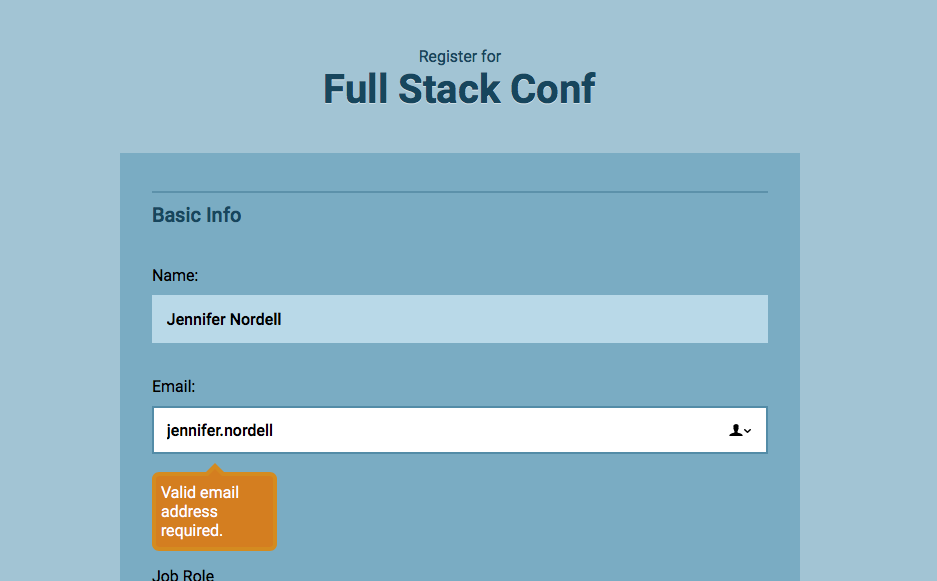 Register for
Full Stack Conf
Basic Info
Name:
Jennifer Nordell
Email:
jennifer.nordell
Valid email
address
required.
Job Role